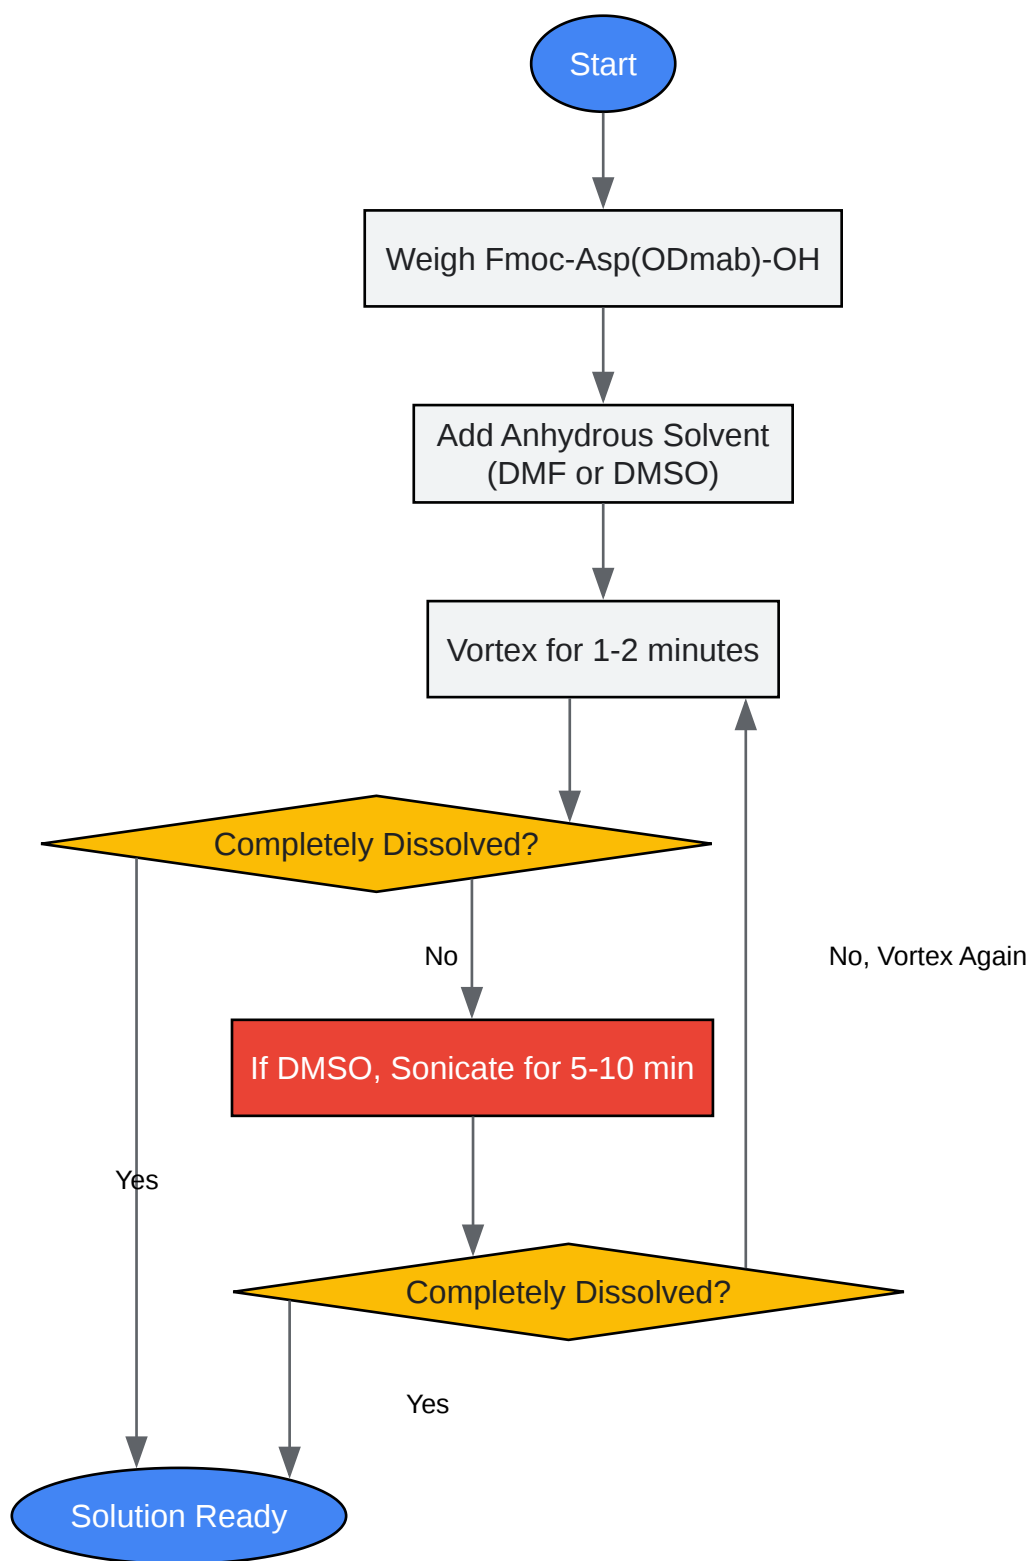 Start
Weigh Fmoc-Asp(ODmab)-OH
Add Anhydrous Solvent
(DMF or DMSO)
Vortex for 1-2 minutes
Completely Dissolved?
No
No, Vortex Again
If DMSO, Sonicate for 5-10 min
Yes
Completely Dissolved?
Yes
Solution Ready